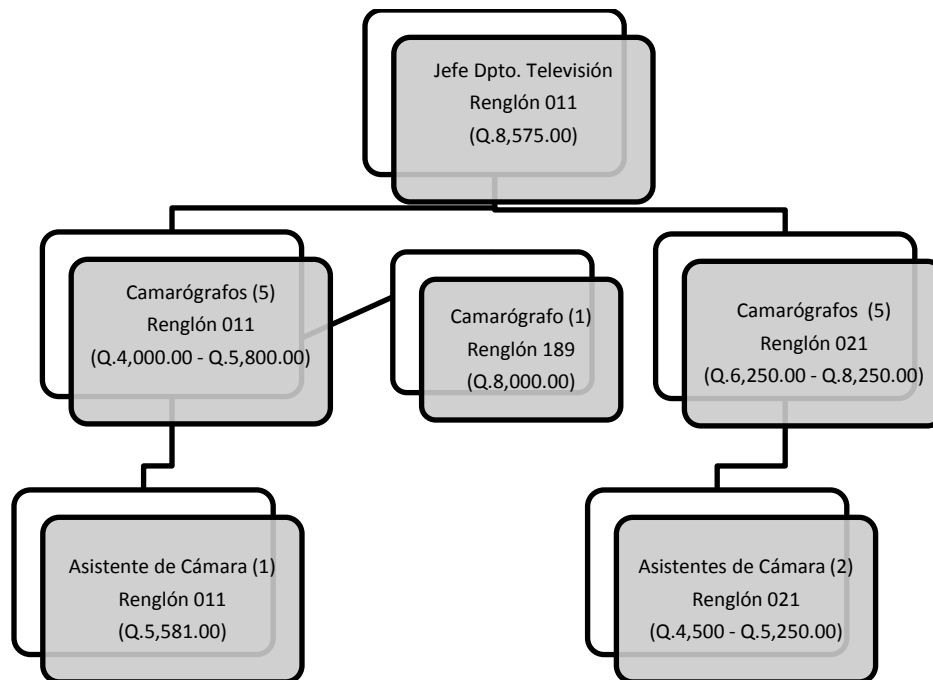 Jefe Dpto. Televisión
Renglón 011
(Q.8,575.00)
Camarógrafos (5)
Renglón 011
(Q.4,000.00 - Q.5,800.00)
Camarógrafo (1)
Renglón 189
(Q.8,000.00)
Camarógrafos (5)
Renglón 021
(Q.6,250.00 - Q.8,250.00)
Asistente de Cámara (1)
Renglón 011
(Q.5,581.00)
Asistentes de Cámara (2)
Renglón 021
(Q.4,500 - Q.5,250.00)